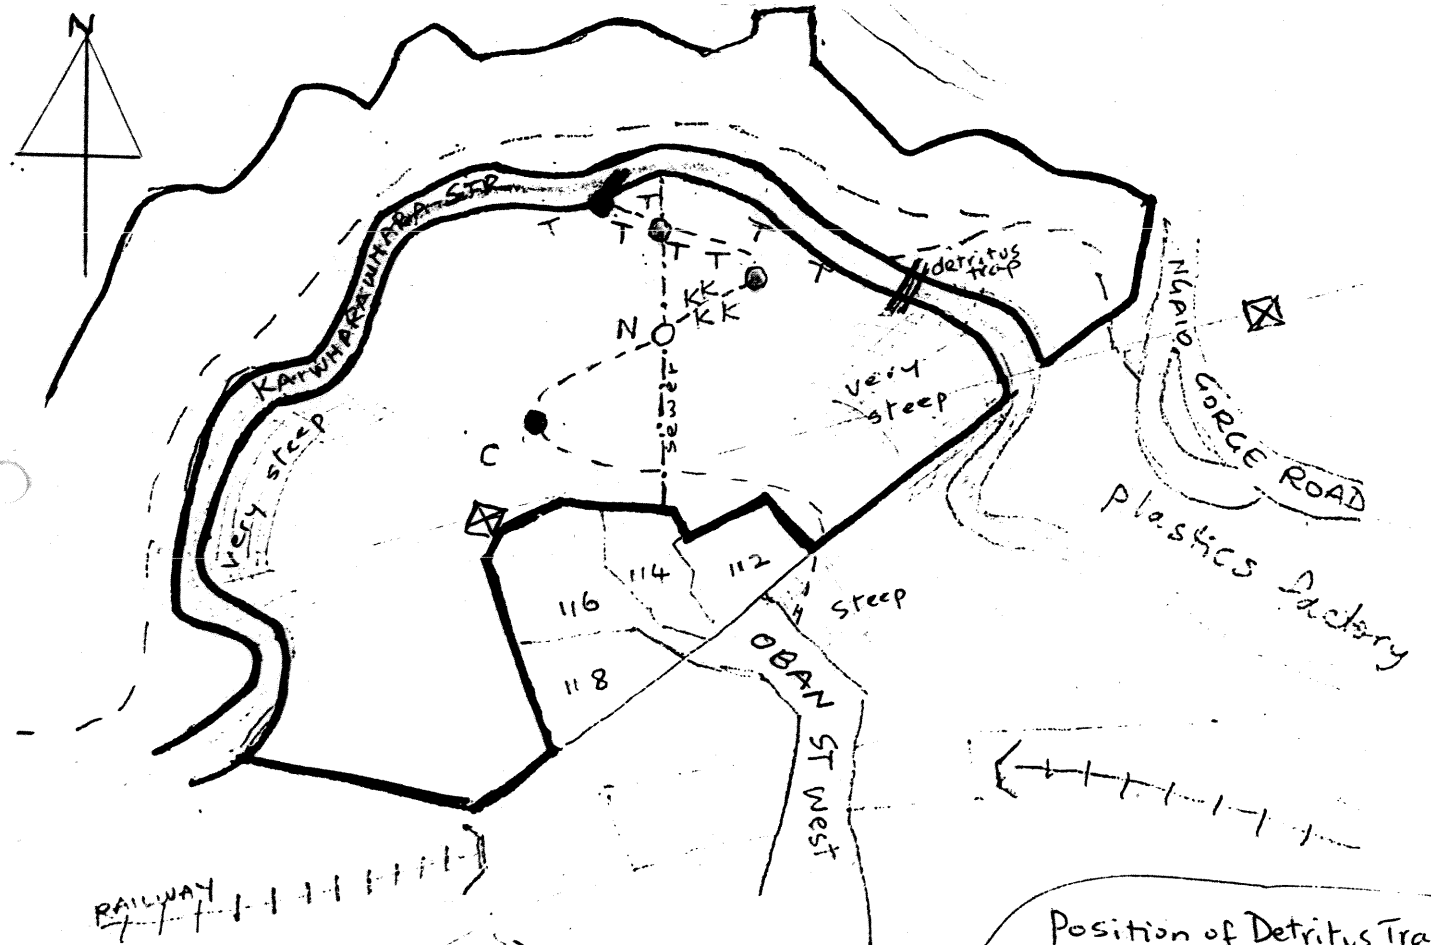 N
KAIWHARAWHARA STR
T
T
T
T
T
T
T
detritus
trap
NGAIO
GORGE ROAD
KK
KK
N
sewer
very
steep
very steep
C
Plastics factory
114
112
116
118
steep
OBAN ST West
RAILWAY
Position of Detritus Tra